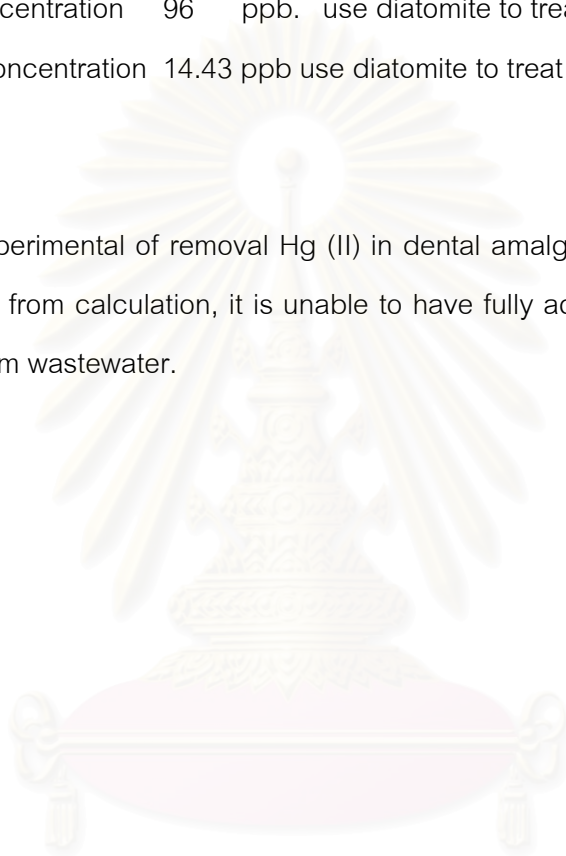 centration 96 ppb. use diatomite to trea
oncentration 14.43 ppb use diatomite to treat
perimental of removal Hg (II) in dental amalg
from calculation, it is unable to have fully ad
m wastewater.